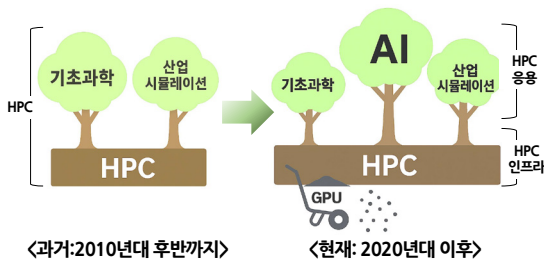 HPC
기초과학
산업
시뮬레이션
HPC
<과거:2010년대 후반까지>
AI
기초과학
산업
시뮬레이션
HPC
GPU
HPC
응용
HPC
인프라
<현재: 2020년대 이후>